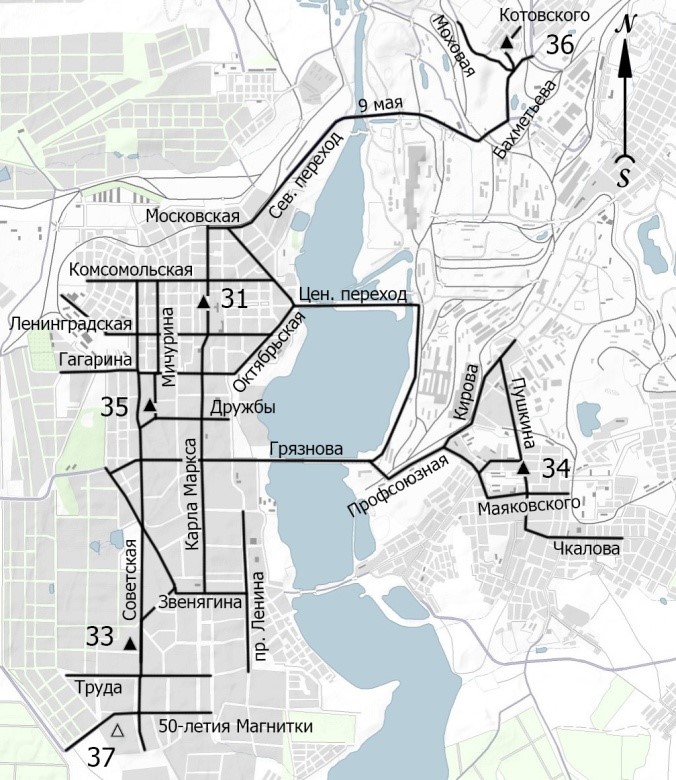 Котовского
36
N
Моховая
9 мая
Бахметьева
S
Сев. переход
Московская
Комсомольская
31
Цен. переход
Ленинградская
Мичурина
Октябрьская
Гагарина
35
Дружбы
Кирова
Пушкина
Карла Маркса
Грязнова
34
Профсоюзная
Маяковского
Чкалова
Советская
Звенягина
пр. Ленина
33
Труда
50-летия Магнитки
37